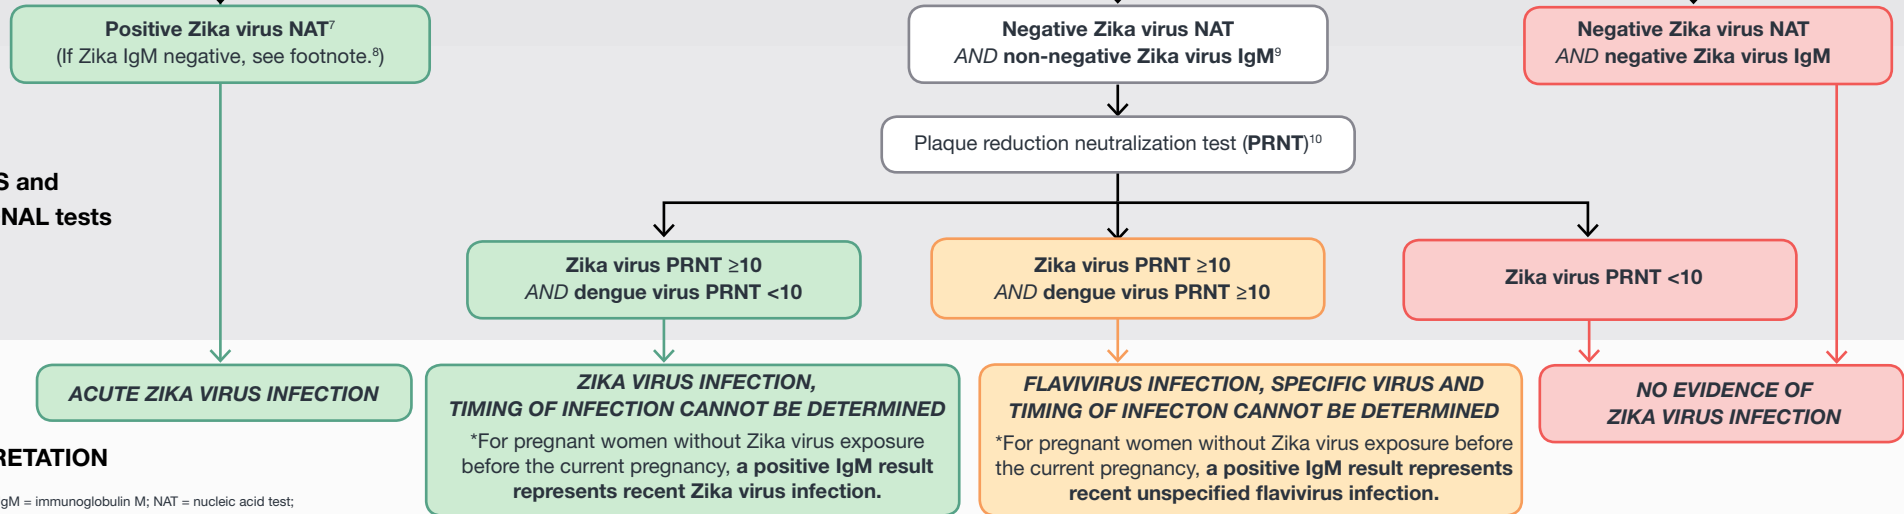 Positive Zika virus NAT⁷
(If Zika IgM negative, see footnote.⁸)
Negative Zika virus NAT
AND non-negative Zika virus IgM⁹
Negative Zika virus NAT
AND negative Zika virus IgM
Plaque reduction neutralization test (PRNT)¹⁰
S and
NAL tests
Zika virus PRNT ≥10
AND dengue virus PRNT <10
Zika virus PRNT ≥10
AND dengue virus PRNT ≥10
Zika virus PRNT <10
ACUTE ZIKA VIRUS INFECTION
ZIKA VIRUS INFECTION,
TIMING OF INFECTION CANNOT BE DETERMINED
*For pregnant women without Zika virus exposure
before the current pregnancy, a positive IgM result
represents recent Zika virus infection.
FLAVIVIRUS INFECTION, SPECIFIC VIRUS AND
TIMING OF INFECTON CANNOT BE DETERMINED
*For pregnant women without Zika virus exposure before
the current pregnancy, a positive IgM result represents
recent unspecified flavivirus infection.
NO EVIDENCE OF
ZIKA VIRUS INFECTION
RETATION
IgM = immunoglobulin M; NAT = nucleic acid test;